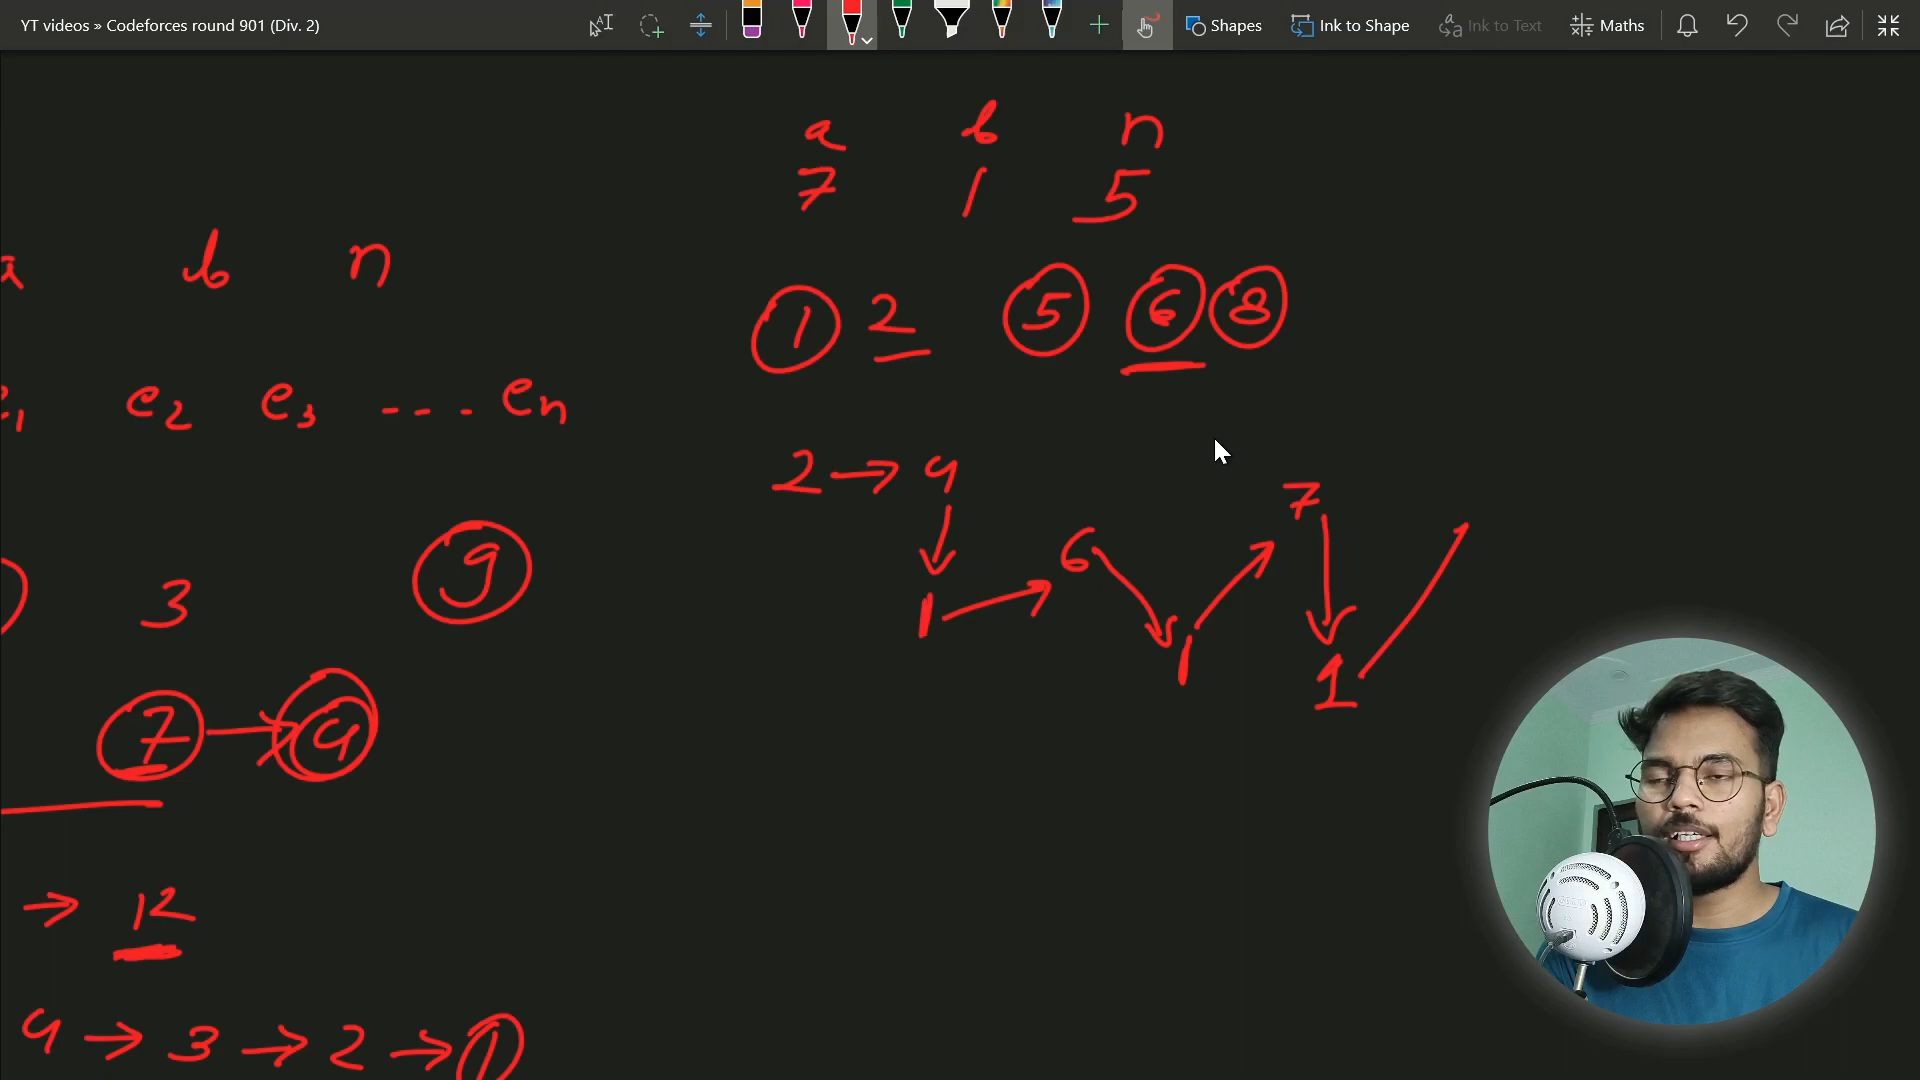 YT videos » Codeforces round 901 (Div. 2)
Shapes
Ink to Shape
Ink to Text
Maths
a b n
7 1 5
a b n
1 2 5 6 8
e1 e2 e3 --- en
2 → 4
7
6
3 9
1
1
1
7 → 4
→ 12
4 → 3 → 2 → 1